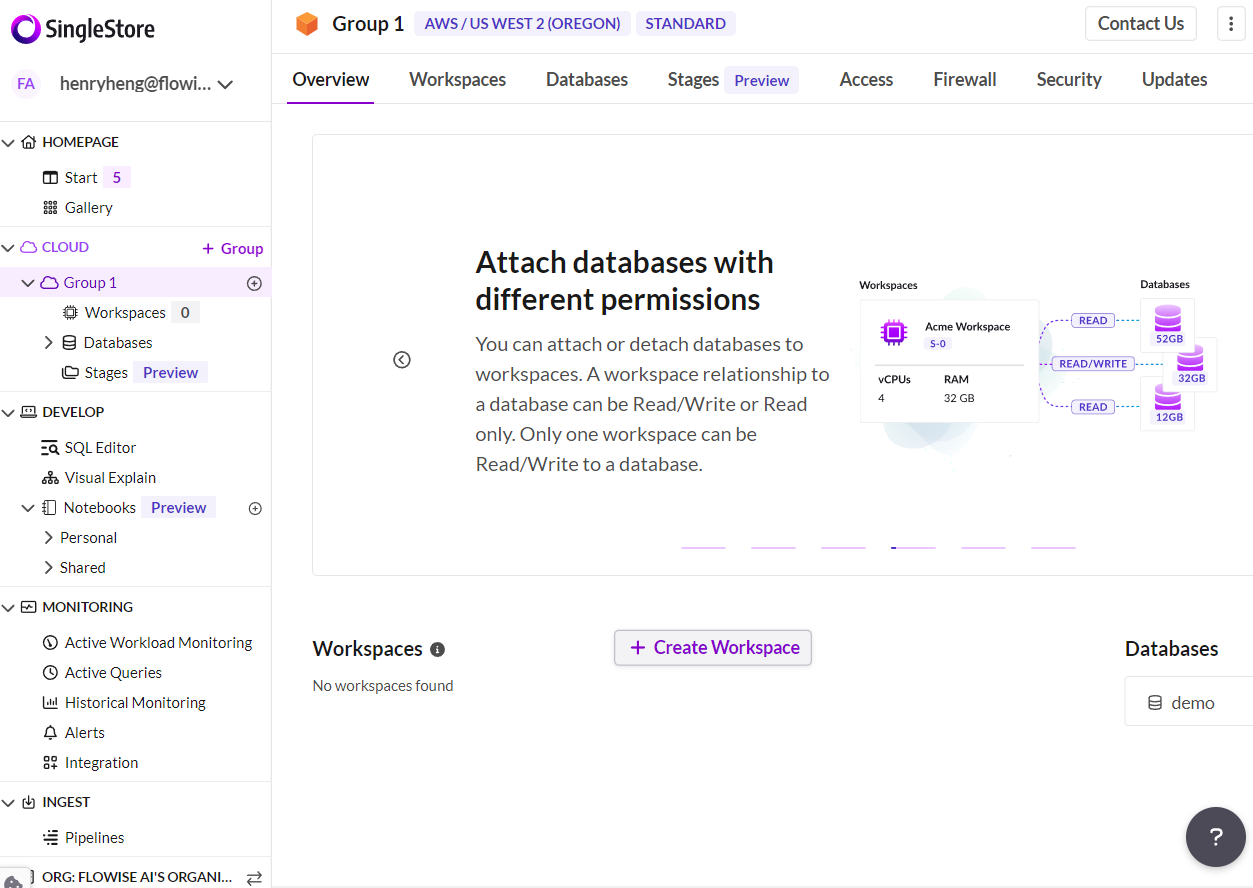 SingleStore
FA henryheng@flowi...
HOMEPAGE
Start 5
Gallery
CLOUD + Group
Group 1
Workspaces 0
Databases
Stages Preview
DEVELOP
SQL Editor
Visual Explain
Notebooks Preview
Personal
Shared
MONITORING
Active Workload Monitoring
Active Queries
Historical Monitoring
Alerts
Integration
INGEST
Pipelines
ORG: FLOWISE AI'S ORGANI...
Group 1 AWS / US WEST 2 (OREGON) STANDARD Contact Us
Overview Workspaces Databases Stages Preview Access Firewall Security Updates
Attach databases with
different permissions
You can attach or detach databases to
workspaces. A workspace relationship to
a database can be Read/Write or Read
only. Only one workspace can be
Read/Write to a database.
Workspaces
Acme Workspace
S-0
vCPUs RAM
4 32 GB
READ
READ/WRITE
READ
Databases
52GB
32GB
12GB
Workspaces + Create Workspace
No workspaces found
Databases
demo
?